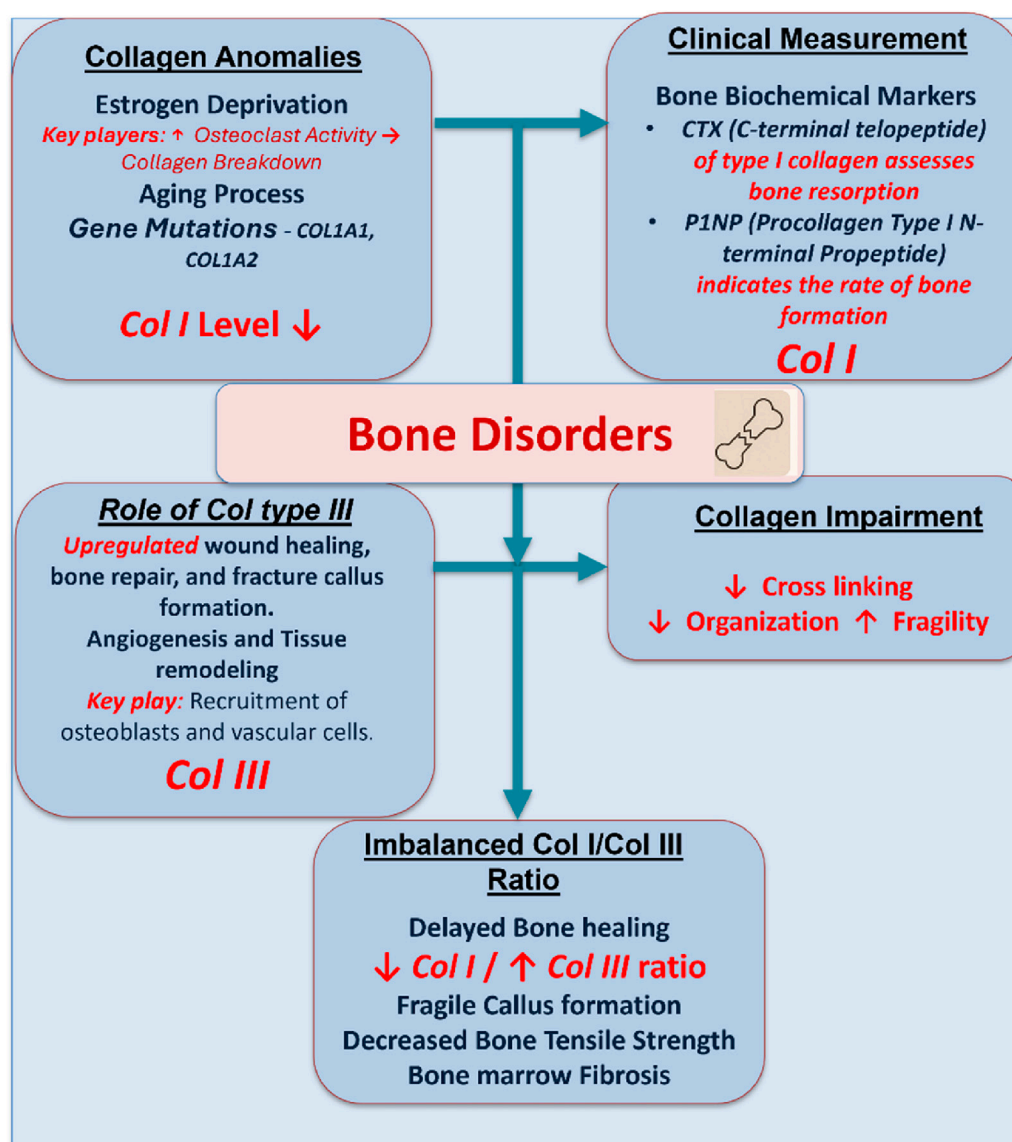 Collagen Anomalies
Estrogen Deprivation
Key players: ↑ Osteoclast Activity →
Collagen Breakdown
Aging Process
Gene Mutations - COL1A1,
COL1A2
Col I Level ↓
Clinical Measurement
Bone Biochemical Markers
• CTX (C-terminal telopeptide)
of type I collagen assesses
bone resorption
• P1NP (Procollagen Type I N-
terminal Propeptide)
indicates the rate of bone
formation
Col I
Bone Disorders
Role of Col type III
Upregulated wound healing,
bone repair, and fracture callus
formation.
Angiogenesis and Tissue
remodeling
Key play: Recruitment of
osteoblasts and vascular cells.
Col III
Collagen Impairment
↓ Cross linking
↓ Organization ↑ Fragility
Imbalanced Col I/Col III
Ratio
Delayed Bone healing
↓ Col I / ↑ Col III ratio
Fragile Callus formation
Decreased Bone Tensile Strength
Bone marrow Fibrosis